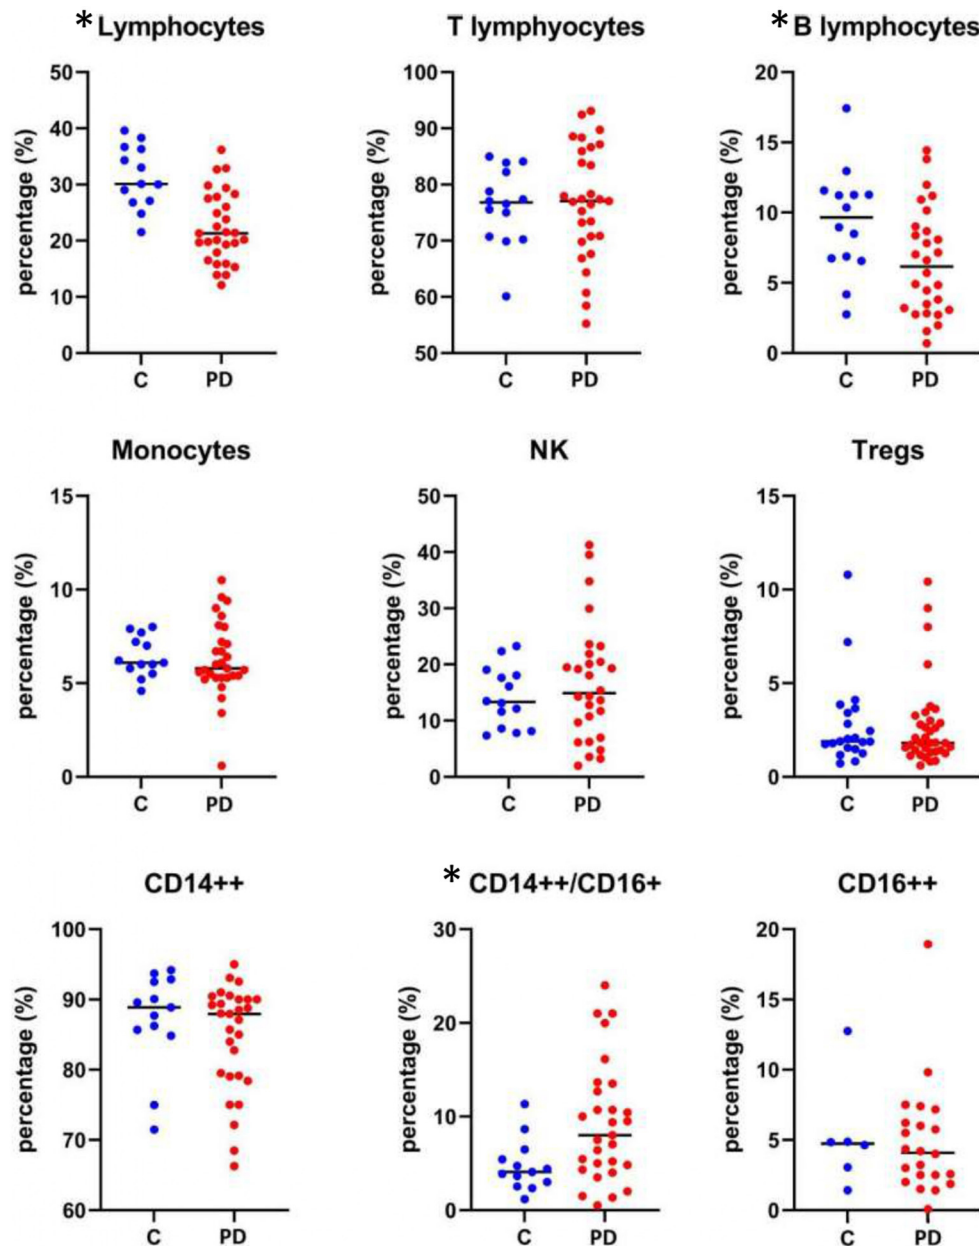 * Lymphocytes
percentage (%)
50
40
30
20
10
0
C PD
T lymphyocytes
percentage (%)
100
90
80
70
60
50
C PD
* B lymphocytes
percentage (%)
20
15
10
5
0
C PD
Monocytes
percentage (%)
15
10
5
0
C PD
NK
percentage (%)
50
40
30
20
10
0
C PD
Tregs
percentage (%)
15
10
5
0
C PD
CD14++
percentage (%)
100
90
80
70
60
C PD
* CD14++/CD16+
percentage (%)
30
20
10
0
C PD
CD16++
percentage (%)
20
15
10
5
0
C PD